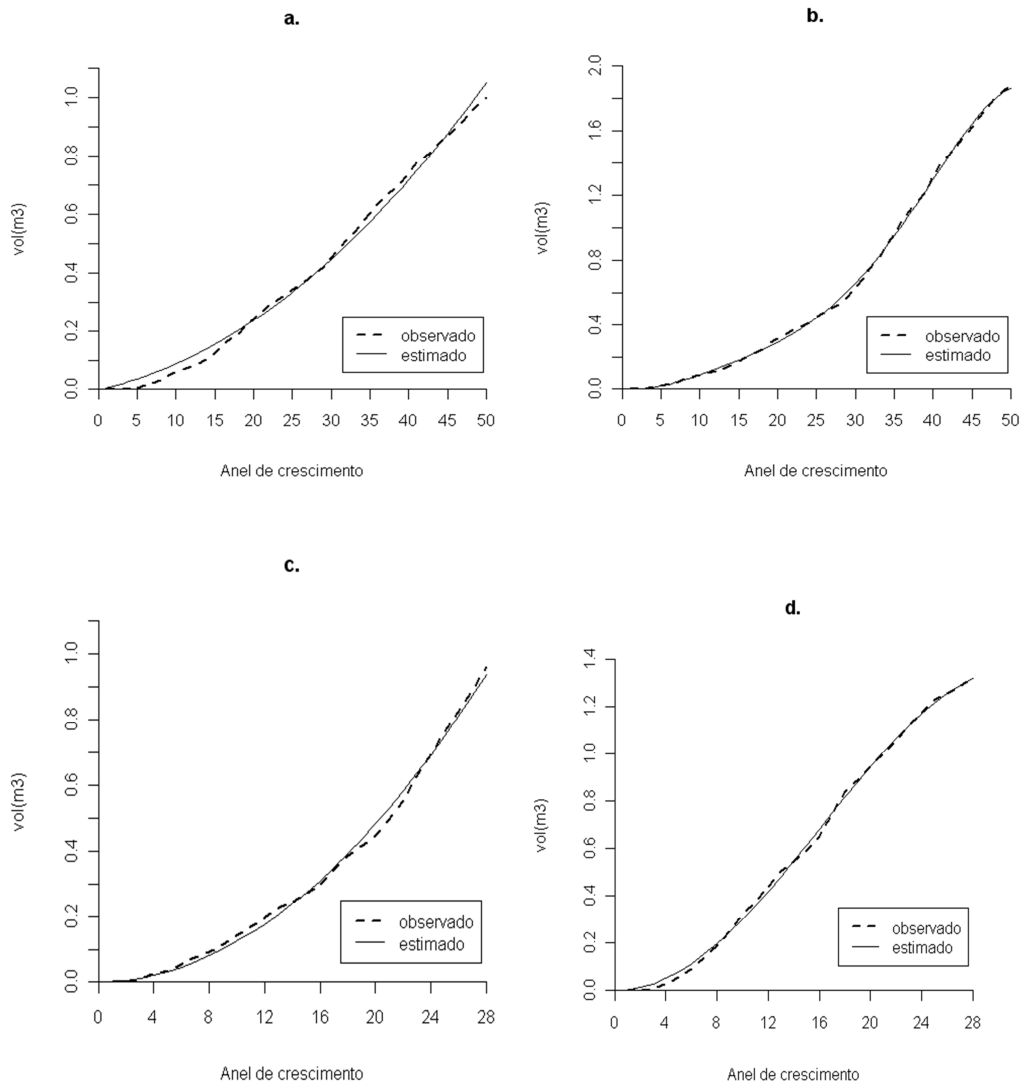 a.
vol(m3)
1.0
0.8
0.6
0.4
0.2
0.0
observado
estimado
0 5 10 15 20 25 30 35 40 45 50
Anel de crescimento
b.
vol(m3)
2.0
1.6
1.2
0.8
0.4
0.0
observado
estimado
0 5 10 15 20 25 30 35 40 45 50
Anel de crescimento
c.
vol(m3)
1.0
0.8
0.6
0.4
0.2
0.0
observado
estimado
0 4 8 12 16 20 24 28
Anel de crescimento
d.
vol(m3)
1.4
1.2
1.0
0.8
0.6
0.4
0.2
0.0
observado
estimado
0 4 8 12 16 20 24 28
Anel de crescimento